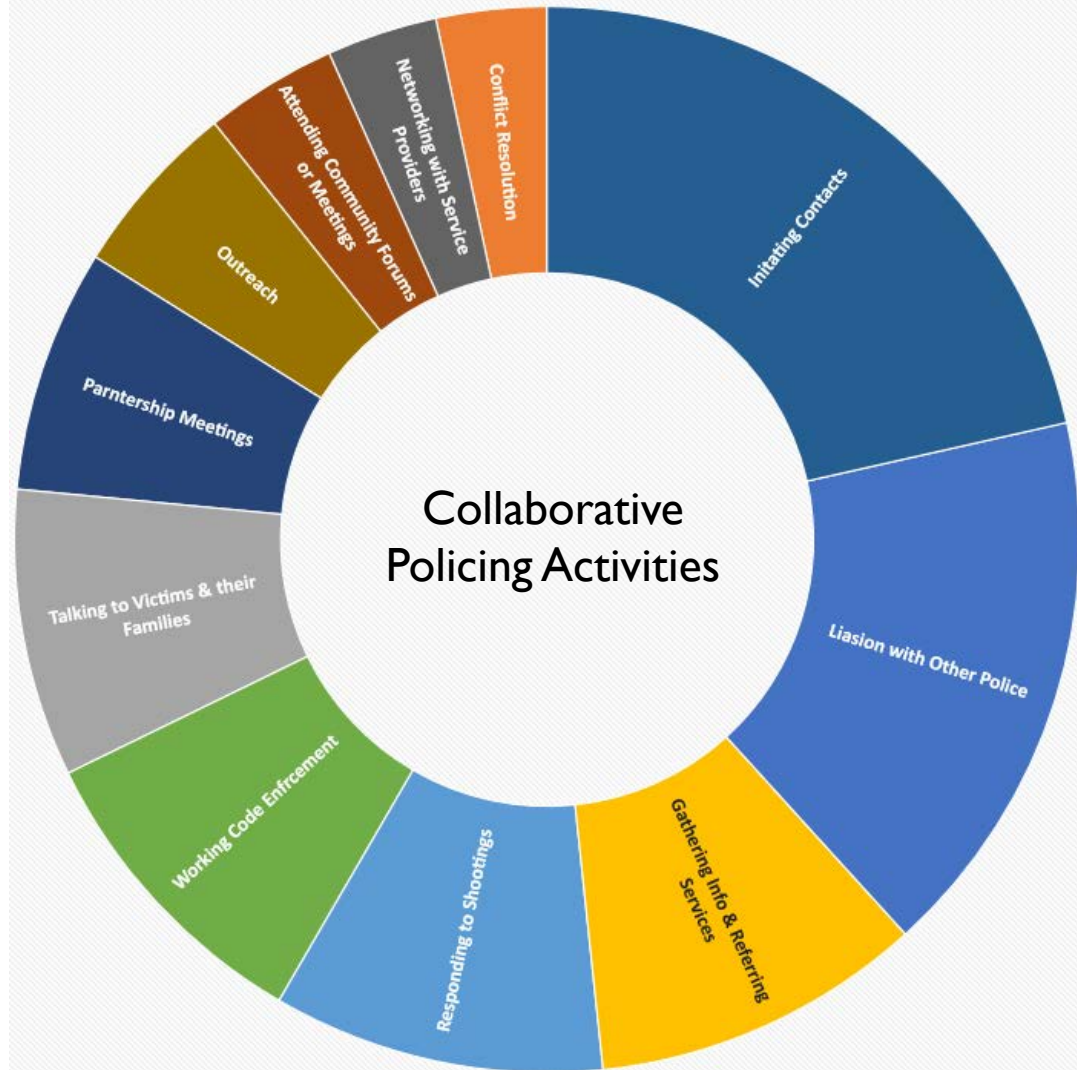 Collaborative
Policing Activities
Initating Contacts
Liasion with Other Police
Gathering Info & Referring
Services
Responding to Shootings
Working Code Enfrcement
Talking to Victims & their
Families
Parntership Meetings
Outreach
Attending Community Forums
or Meetings
Networking with Service
Providers
Conflict Resolution